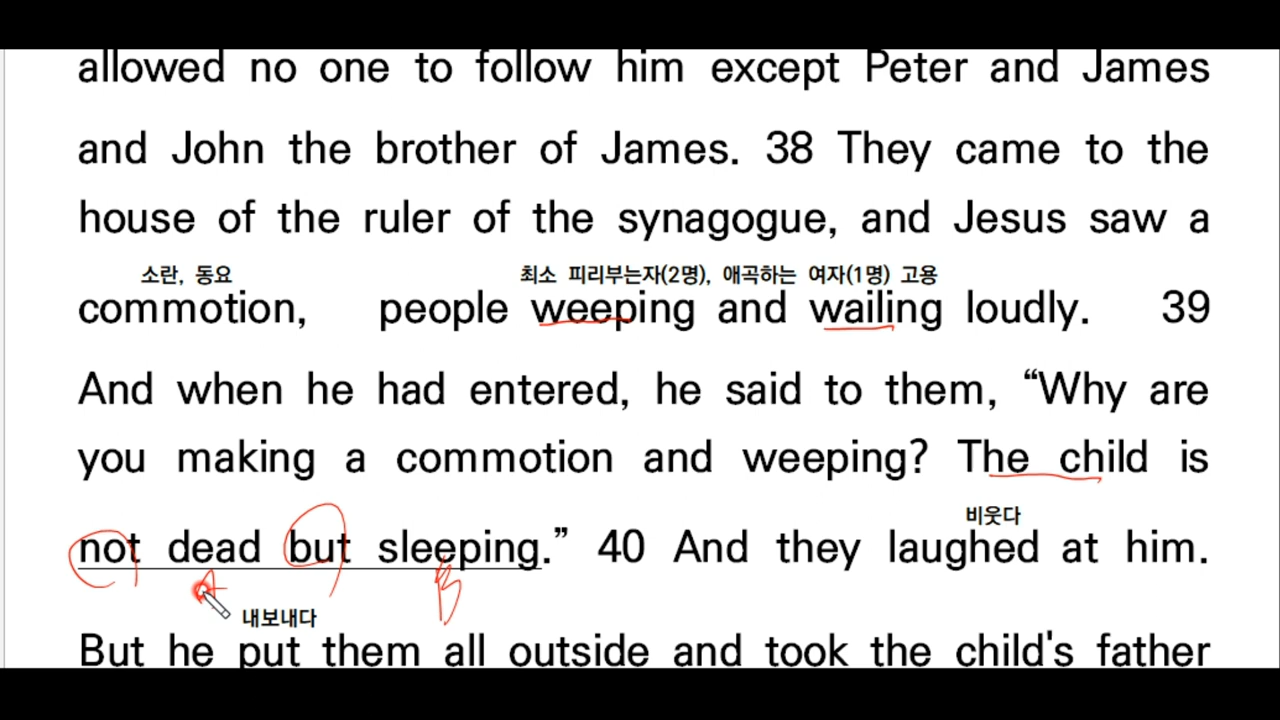 allowed no one to follow him except Peter and James
and John the brother of James. 38 They came to the
house of the ruler of the synagogue, and Jesus saw a
소란, 동요 최소 피리부는자(2명), 애곡하는 여자(1명) 고용
commotion, people weeping and wailing loudly. 39
And when he had entered, he said to them, “Why are
you making a commotion and weeping? The child is
비웃다
not dead but sleeping.” 40 And they laughed at him.
A B
내보내다
But he put them all outside and took the child's father